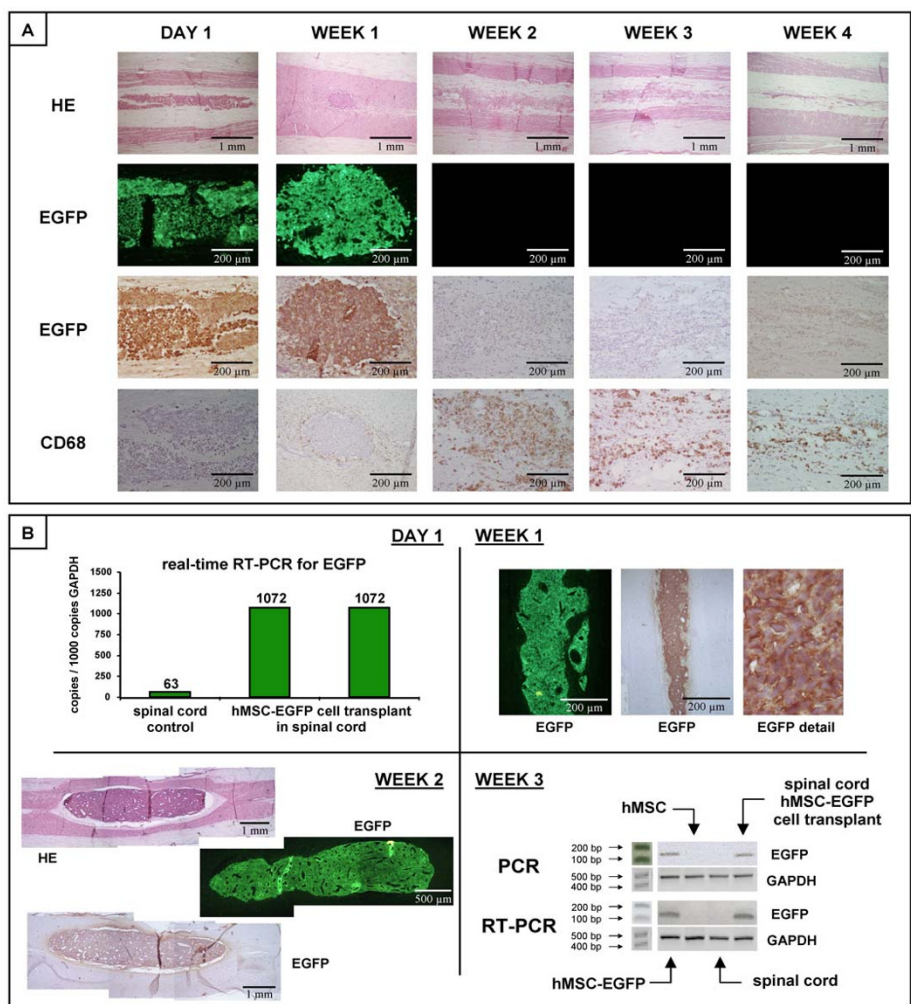 A
DAY 1 WEEK 1 WEEK 2 WEEK 3 WEEK 4
HE
1 mm 1 mm 1 mm 1 mm 1 mm
EGFP
200 µm 200 µm 200 µm 200 µm 200 µm
EGFP
200 µm 200 µm 200 µm 200 µm 200 µm
CD68
200 µm 200 µm 200 µm 200 µm 200 µm
B
DAY 1
real-time RT-PCR for EGFP
copies / 1000 copies GAPDH
1500
1250
1000
750
500
250
0
63
1072
1072
spinal cord
control
hMSC-EGFP cell transplant
in spinal cord
WEEK 1
200 µm
200 µm
EGFP
EGFP
EGFP detail
WEEK 2
1 mm
HE
EGFP
500 µm
1 mm
EGFP
WEEK 3
hMSC
spinal cord
hMSC-EGFP
cell transplant
PCR
200 bp
100 bp
EGFP
500 bp
400 bp
GAPDH
RT-PCR
200 bp
100 bp
EGFP
500 bp
400 bp
GAPDH
hMSC-EGFP
spinal cord